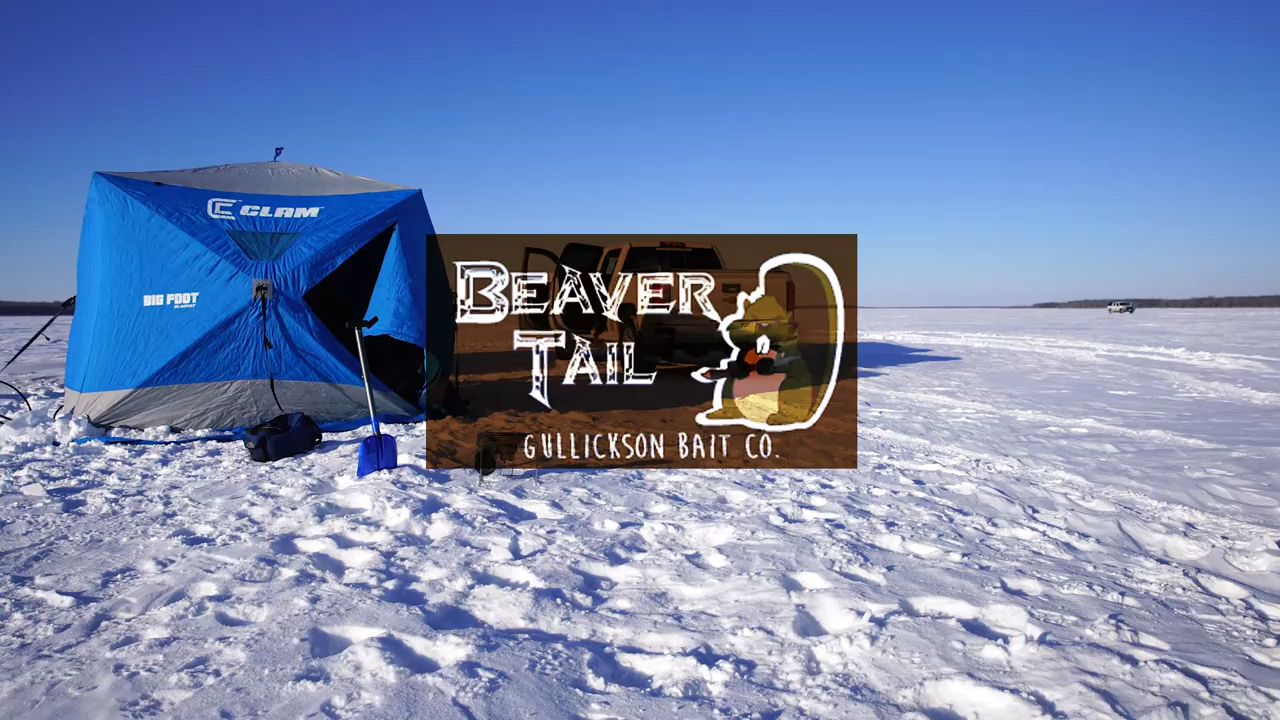 CLAM
BIG FOOT
BEAVER
TAIL
GULLICKSON BAIT CO.